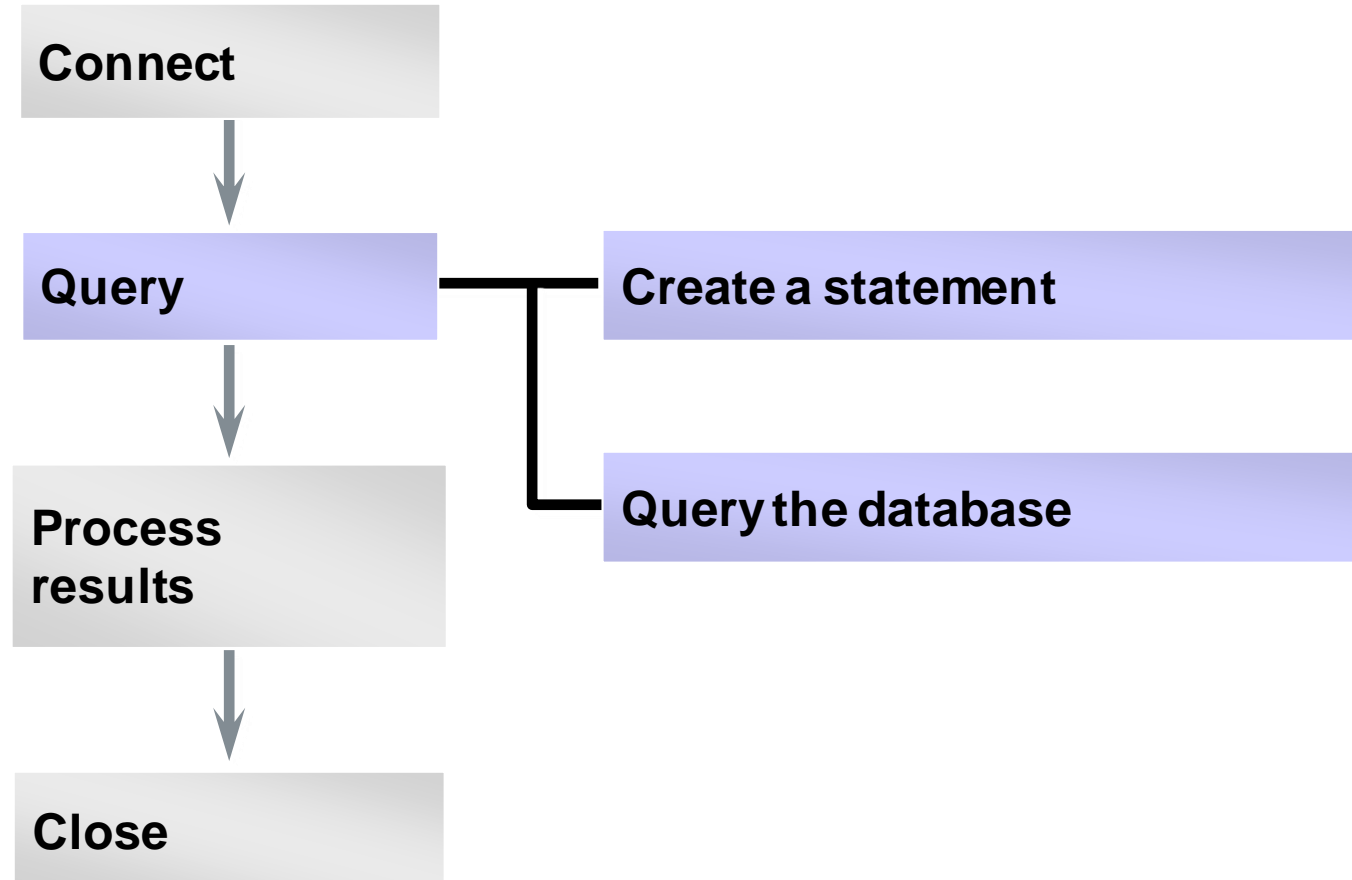 Connect
Query
Create a statement
Query the database
Process
results
Close